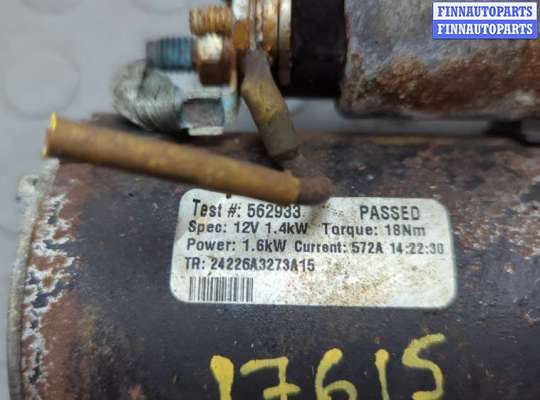 FINNAUTOPARTS
FINNAUTOPARTS
Test #: 562933 PASSED
Spec: 12V 1.4kW Torque: 18Nm
Power: 1.6kW Current: 572A 14:22:30
TR: 24226A3273A15
17615